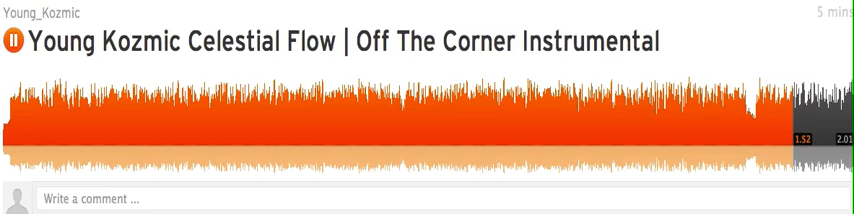 Young_Kozmic
5 mins
Young Kozmic Celestial Flow | Off The Corner Instrumental
1.52
2.01
Write a comment ...